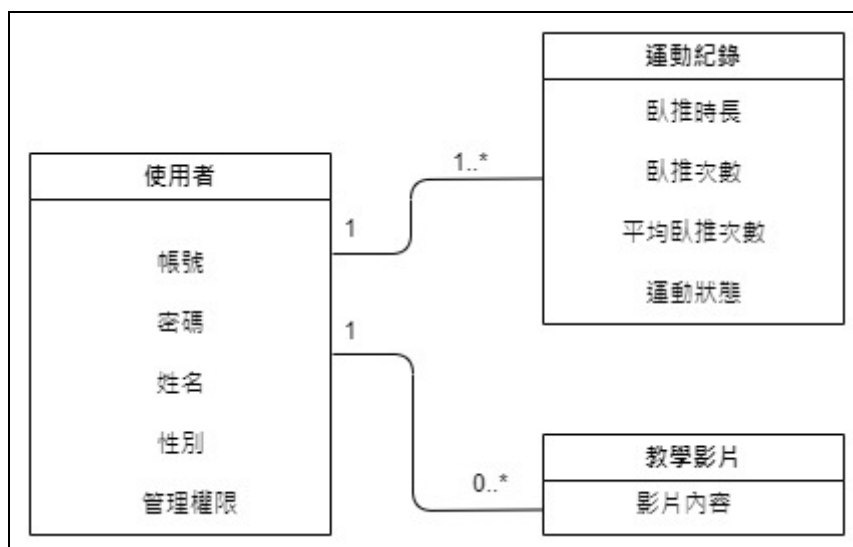 使用者
帳號
密碼
姓名
性別
管理權限
1
1..*
運動紀錄
臥推時長
臥推次數
平均臥推次數
運動狀態
1
0..*
教學影片
影片內容